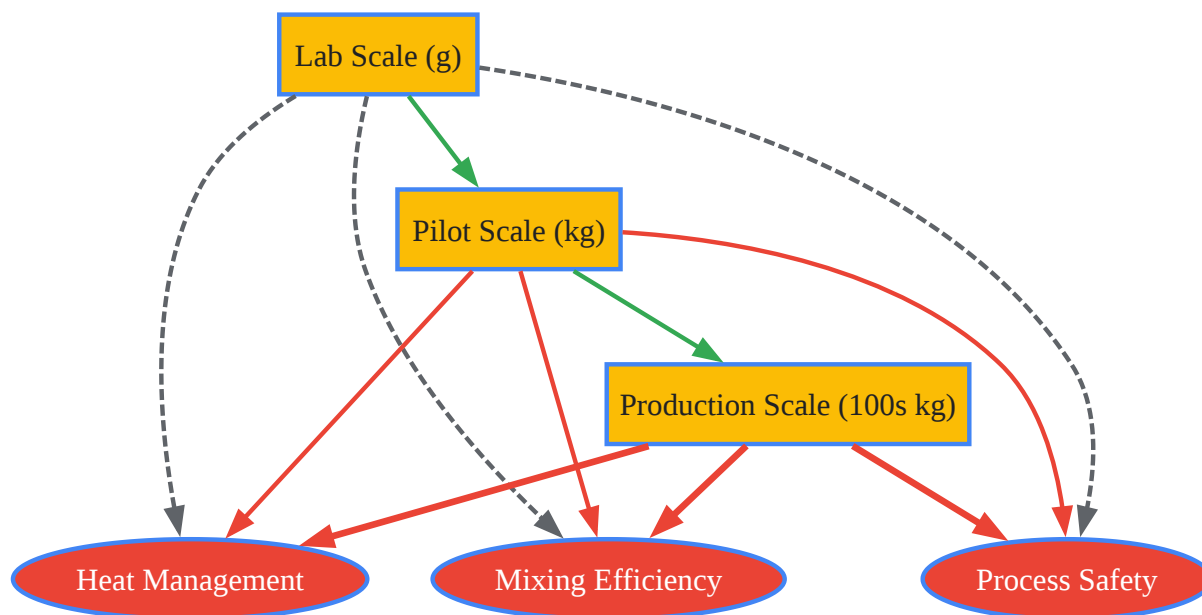 Lab Scale (g)
Pilot Scale (kg)
Production Scale (100s kg)
Heat Management
Mixing Efficiency
Process Safety